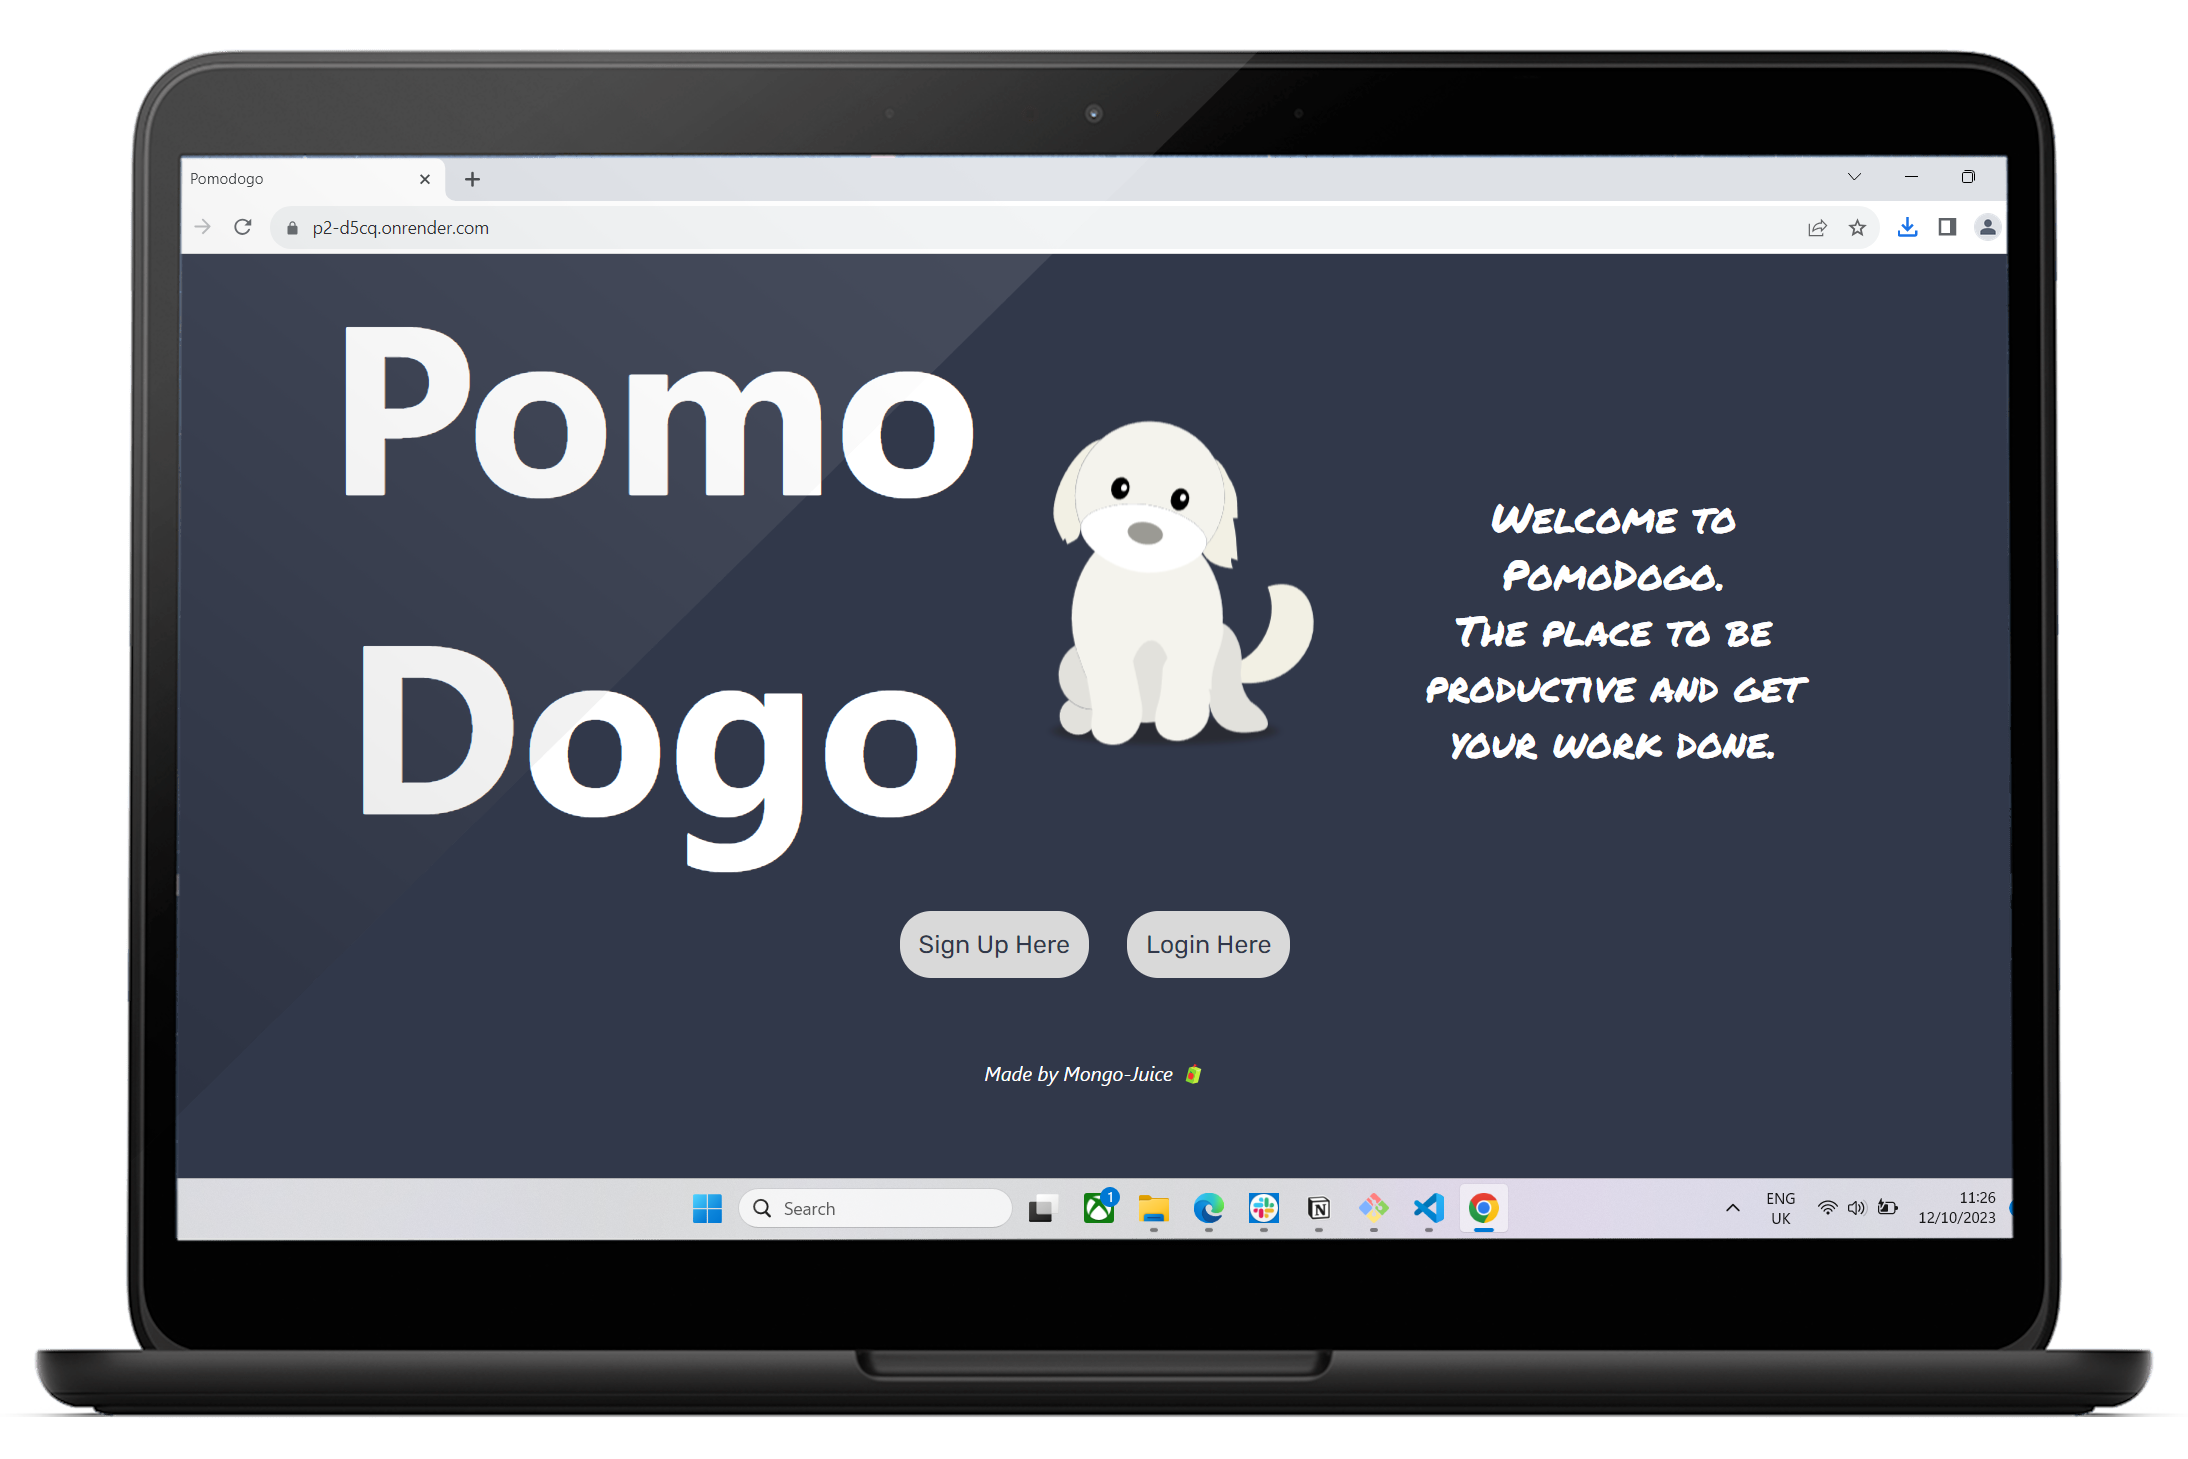 Pomodogo
p2-d5cq.onrender.com
Pomo
Dogo
Welcome to
PomoDogo.
The place to be
productive and get
your work done.
Sign Up Here
Login Here
Made by Mongo-Juice
Search
1
N
ENG
UK
11:26
12/10/2023